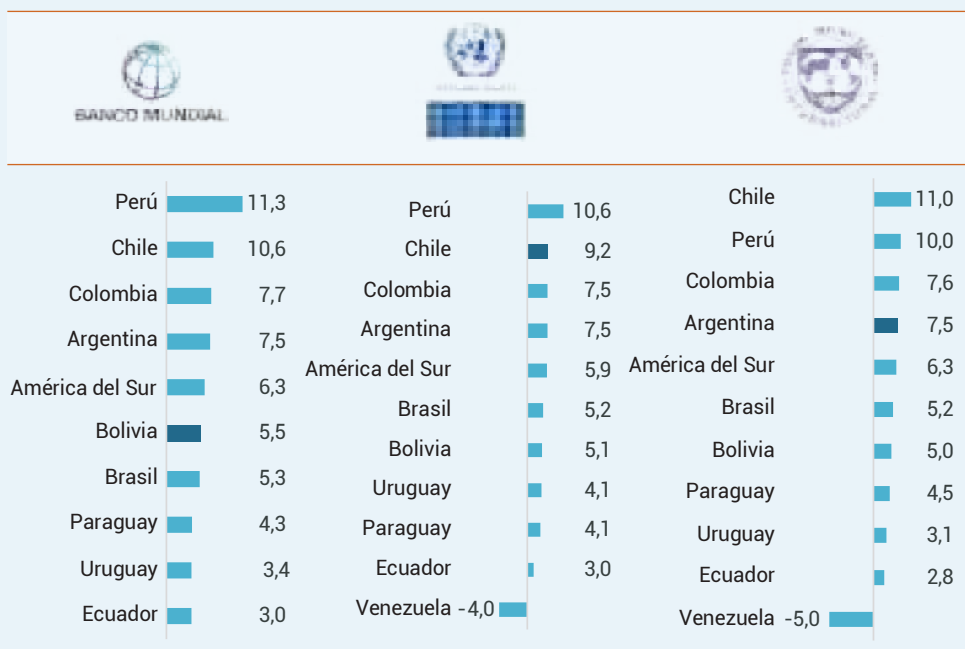 BANCO MUNDIAL
Perú 11,3
Chile 10,6
Colombia 7,7
Argentina 7,5
América del Sur 6,3
Bolivia 5,5
Brasil 5,3
Paraguay 4,3
Uruguay 3,4
Ecuador 3,0
Perú 10,6
Chile 9,2
Colombia 7,5
Argentina 7,5
América del Sur 5,9
Brasil 5,2
Bolivia 5,1
Uruguay 4,1
Paraguay 4,1
Ecuador 3,0
Venezuela -4,0
Chile 11,0
Perú 10,0
Colombia 7,6
Argentina 7,5
América del Sur 6,3
Brasil 5,2
Bolivia 5,0
Paraguay 4,5
Uruguay 3,1
Ecuador 2,8
Venezuela -5,0